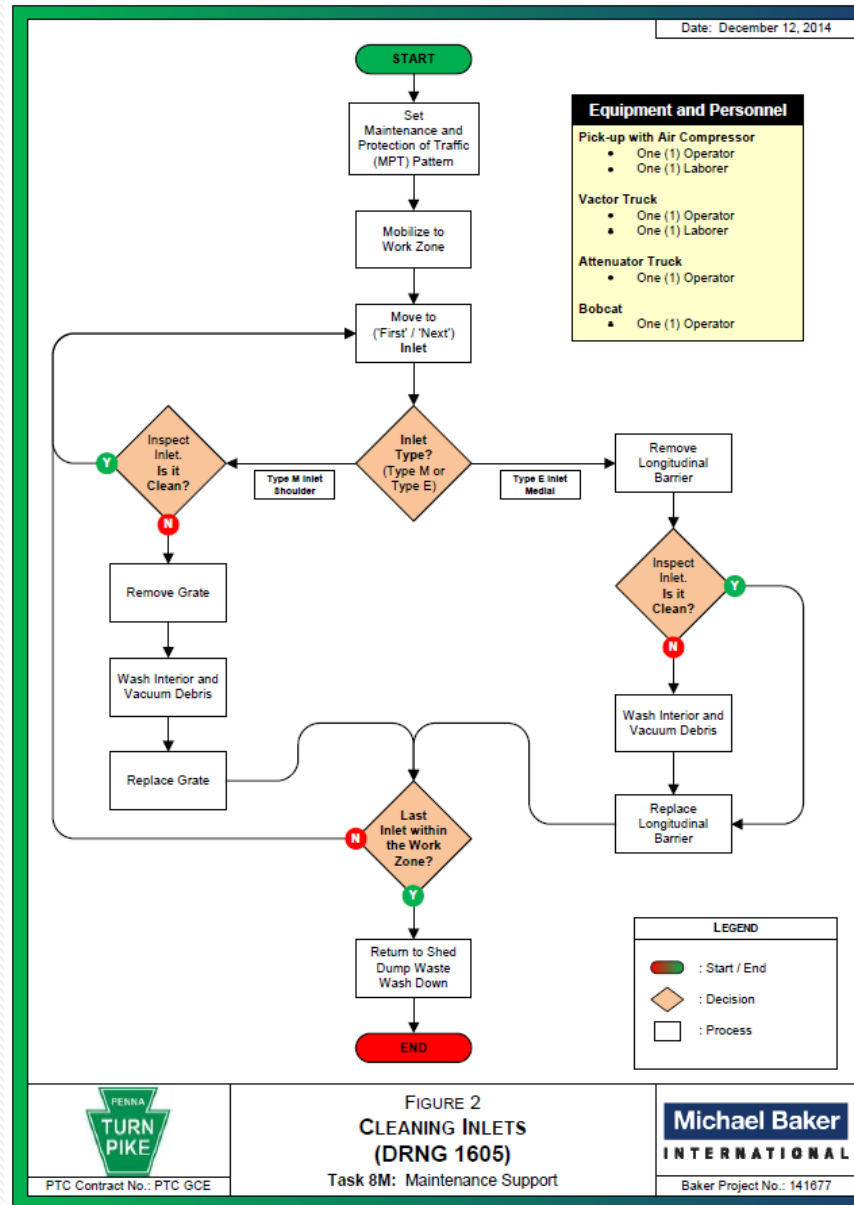 Date: December 12, 2014
START
Set
Maintenance and
Protection of Traffic
(MPT) Pattern
Equipment and Personnel
Pick-up with Air Compressor
• One (1) Operator
• One (1) Laborer
Vactor Truck
• One (1) Operator
• One (1) Laborer
Attenuator Truck
• One (1) Operator
Bobcat
• One (1) Operator
Mobilize to
Work Zone
Move to
('First' / 'Next')
Inlet
Inlet
Type?
(Type M or
Type E)
Type M Inlet
Shoulder
Type E Inlet
Medial
Inspect
Inlet.
Is it
Clean?
Y
N
Remove Grate
Wash Interior and
Vacuum Debris
Replace Grate
Remove
Longitudinal
Barrier
Inspect
Inlet.
Is it
Clean?
Y
N
Wash Interior and
Vacuum Debris
Replace
Longitudinal
Barrier
Last
Inlet within
the Work
Zone?
N
Y
Return to Shed
Dump Waste
Wash Down
END
LEGEND
: Start / End
: Decision
: Process
PENNA
TURN
PIKE
PTC Contract No.: PTC GCE
FIGURE 2
CLEANING INLETS
(DRNG 1605)
Task 8M: Maintenance Support
Michael Baker
INTERNATIONAL
Baker Project No.: 141677